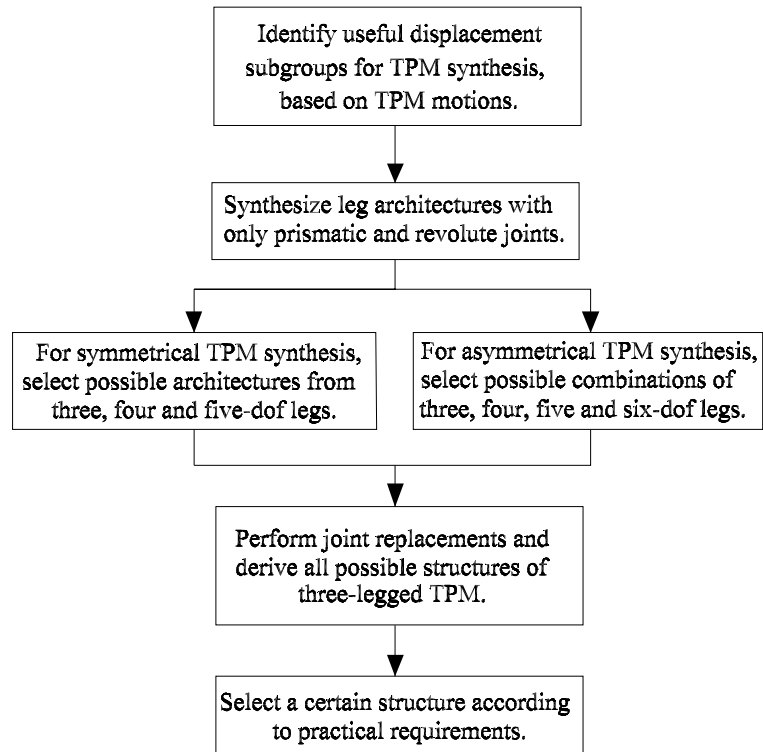 Identify useful displacement
subgroups for TPM synthesis,
based on TPM motions.
Synthesize leg architectures with
only prismatic and revolute joints.
For symmetrical TPM synthesis,
select possible architectures from
three, four and five-dof legs.
For asymmetrical TPM synthesis,
select possible combinations of
three, four, five and six-dof legs.
Perform joint replacements and
derive all possible structures of
three-legged TPM.
Select a certain structure according
to practical requirements.